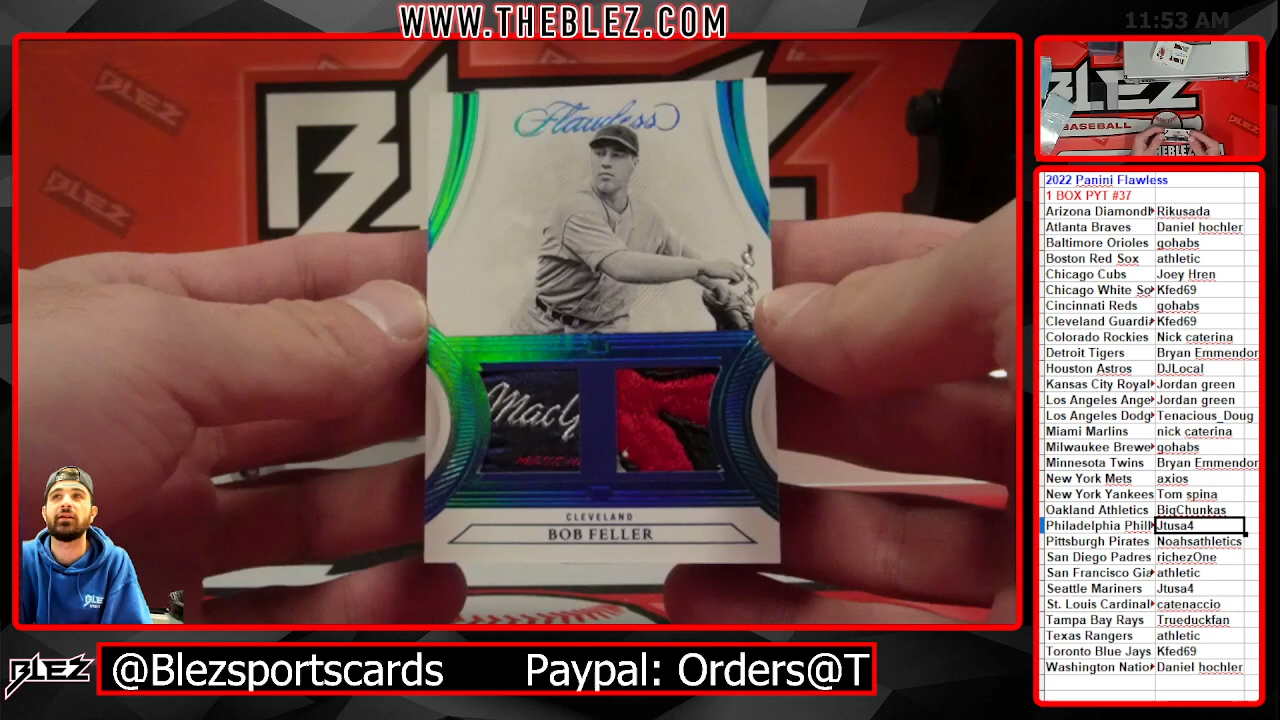 WWW.THEBLEZ.COM
11:53 AM
BLEZ
BLEZ
BLEZ
Flawless
MacG
CLEVELAND
BOB FELLER
BLEZ
BASEBALL
THEBLEZ.COM
2022 Panini Flawless
1 BOX PYT #37
Arizona Diamond Rikusada
Atlanta Braves Daniel hochler
Baltimore Orioles gohabs
Boston Red Sox athletic
Chicago Cubs Joey Hren
Chicago White So Kfed69
Cincinnati Reds gohabs
Cleveland Guardi Kfed69
Colorado Rockies Nick caterina
Detroit Tigers Bryan Emmendor
Houston Astros DJLocal
Kansas City Royal Jordan green
Los Angeles Ange Jordan green
Los Angeles Dodg Tenacious_Doug
Miami Marlins nick caterina
Milwaukee Brewe gohabs
Minnesota Twins Bryan Emmendor
New York Mets axios
New York Yankees Tom spina
Oakland Athletics BigChunkas
Philadelphia Phill Jtusa4
Pittsburgh Pirates Noahsathletics
San Diego Padres richezOne
San Francisco Gia athletic
Seattle Mariners Jtusa4
St. Louis Cardinal catenaccio
Tampa Bay Rays Trueduckfan
Texas Rangers athletic
Toronto Blue Jays Kfed69
Washington Natio Daniel hochler
BLEZ
BLEZ @Blezsportscards Paypal: Orders@T